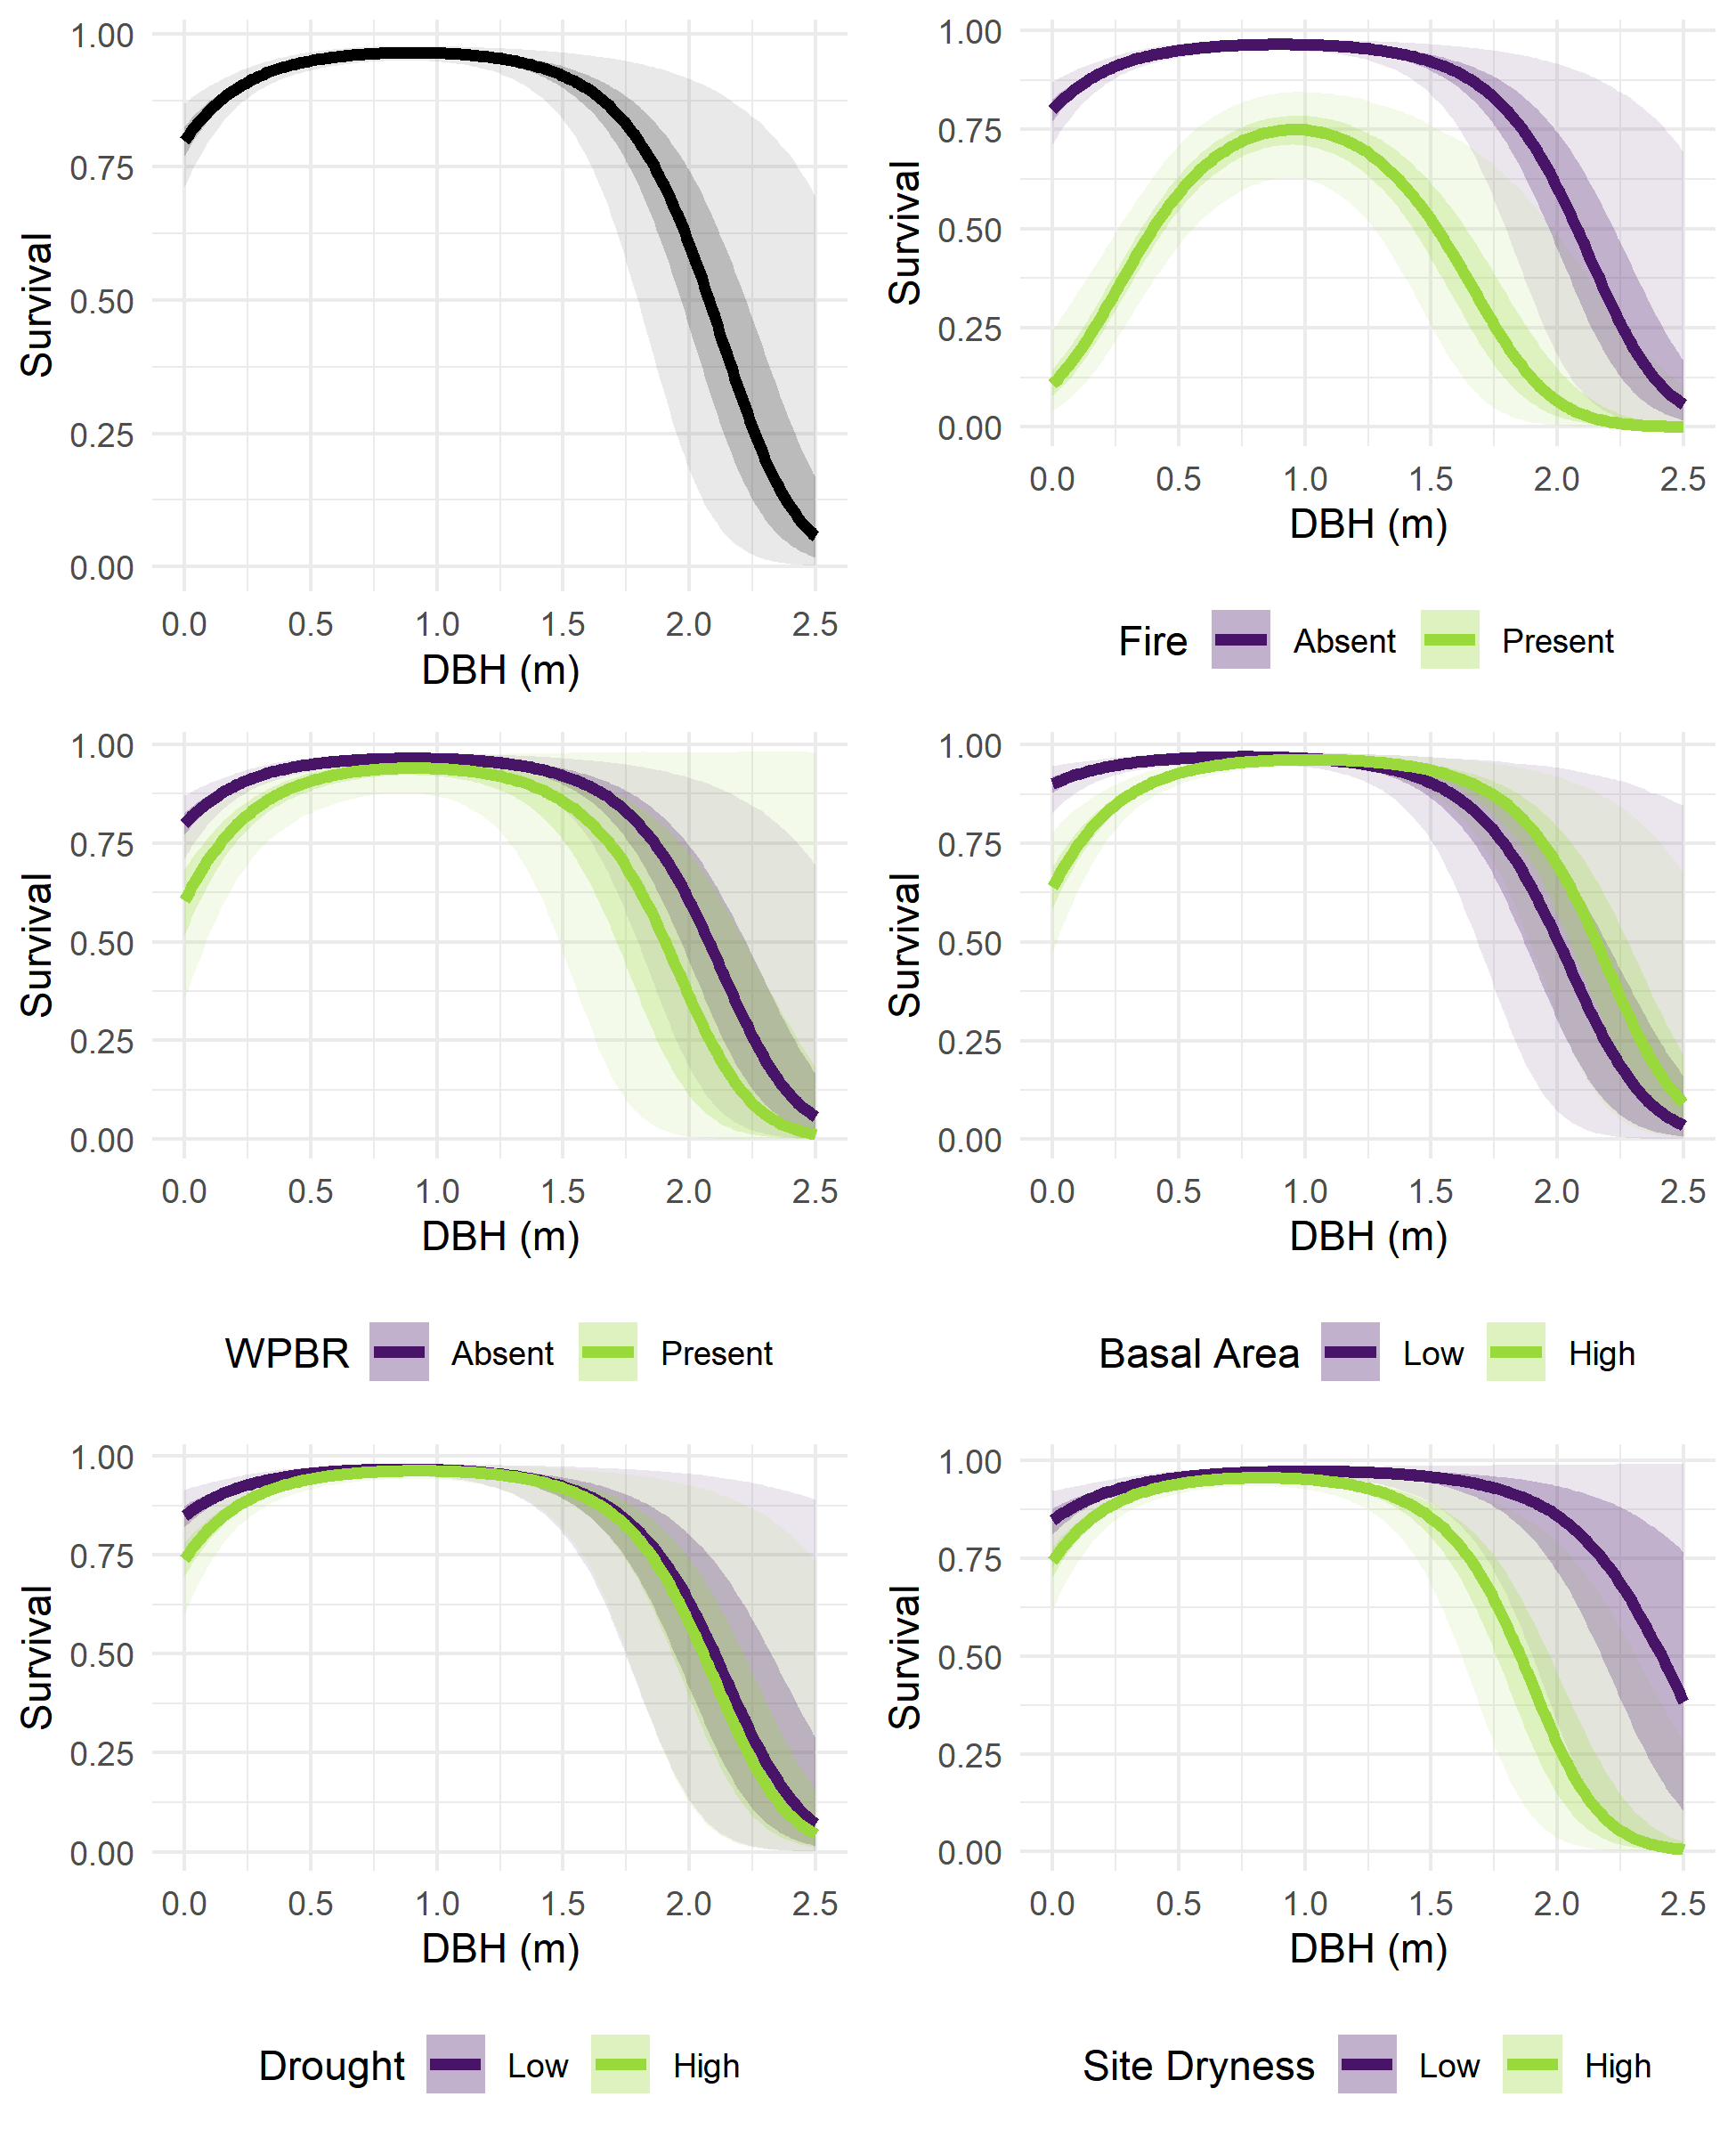 1.00
0.75
0.50
0.25
0.00
Survival
0.0 0.5 1.0 1.5 2.0 2.5
DBH (m)
1.00
0.75
0.50
0.25
0.00
Survival
0.0 0.5 1.0 1.5 2.0 2.5
DBH (m)
Fire Absent Present
1.00
0.75
0.50
0.25
0.00
Survival
0.0 0.5 1.0 1.5 2.0 2.5
DBH (m)
WPBR Absent Present
1.00
0.75
0.50
0.25
0.00
Survival
0.0 0.5 1.0 1.5 2.0 2.5
DBH (m)
Basal Area Low High
1.00
0.75
0.50
0.25
0.00
Survival
0.0 0.5 1.0 1.5 2.0 2.5
DBH (m)
Drought Low High
1.00
0.75
0.50
0.25
0.00
Survival
0.0 0.5 1.0 1.5 2.0 2.5
DBH (m)
Site Dryness Low High